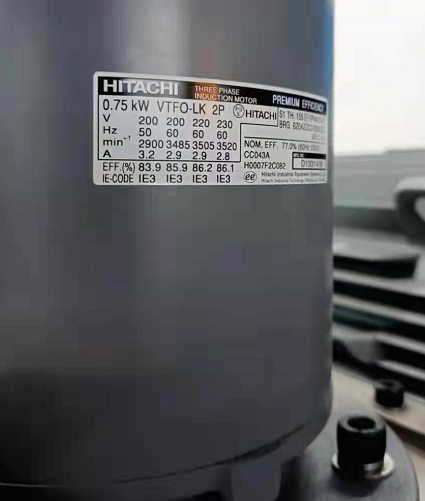 HITACHI THREE PHASE INDUCTION MOTOR PREMIUM EFFICIENCY
0.75 kW VTFO-LK 2P HITACHI
V 200 200 220 230
Hz 50 60 60 60
min⁻¹ 2900 3485 3505 3520
A 3.2 2.9 2.9 2.8
EFF.(%) 83.9 85.9 86.2 86.1
IE-CODE IE3 IE3 IE3 IE3
NOM. EFF. 77.0%
CC043A
H0007F2C082